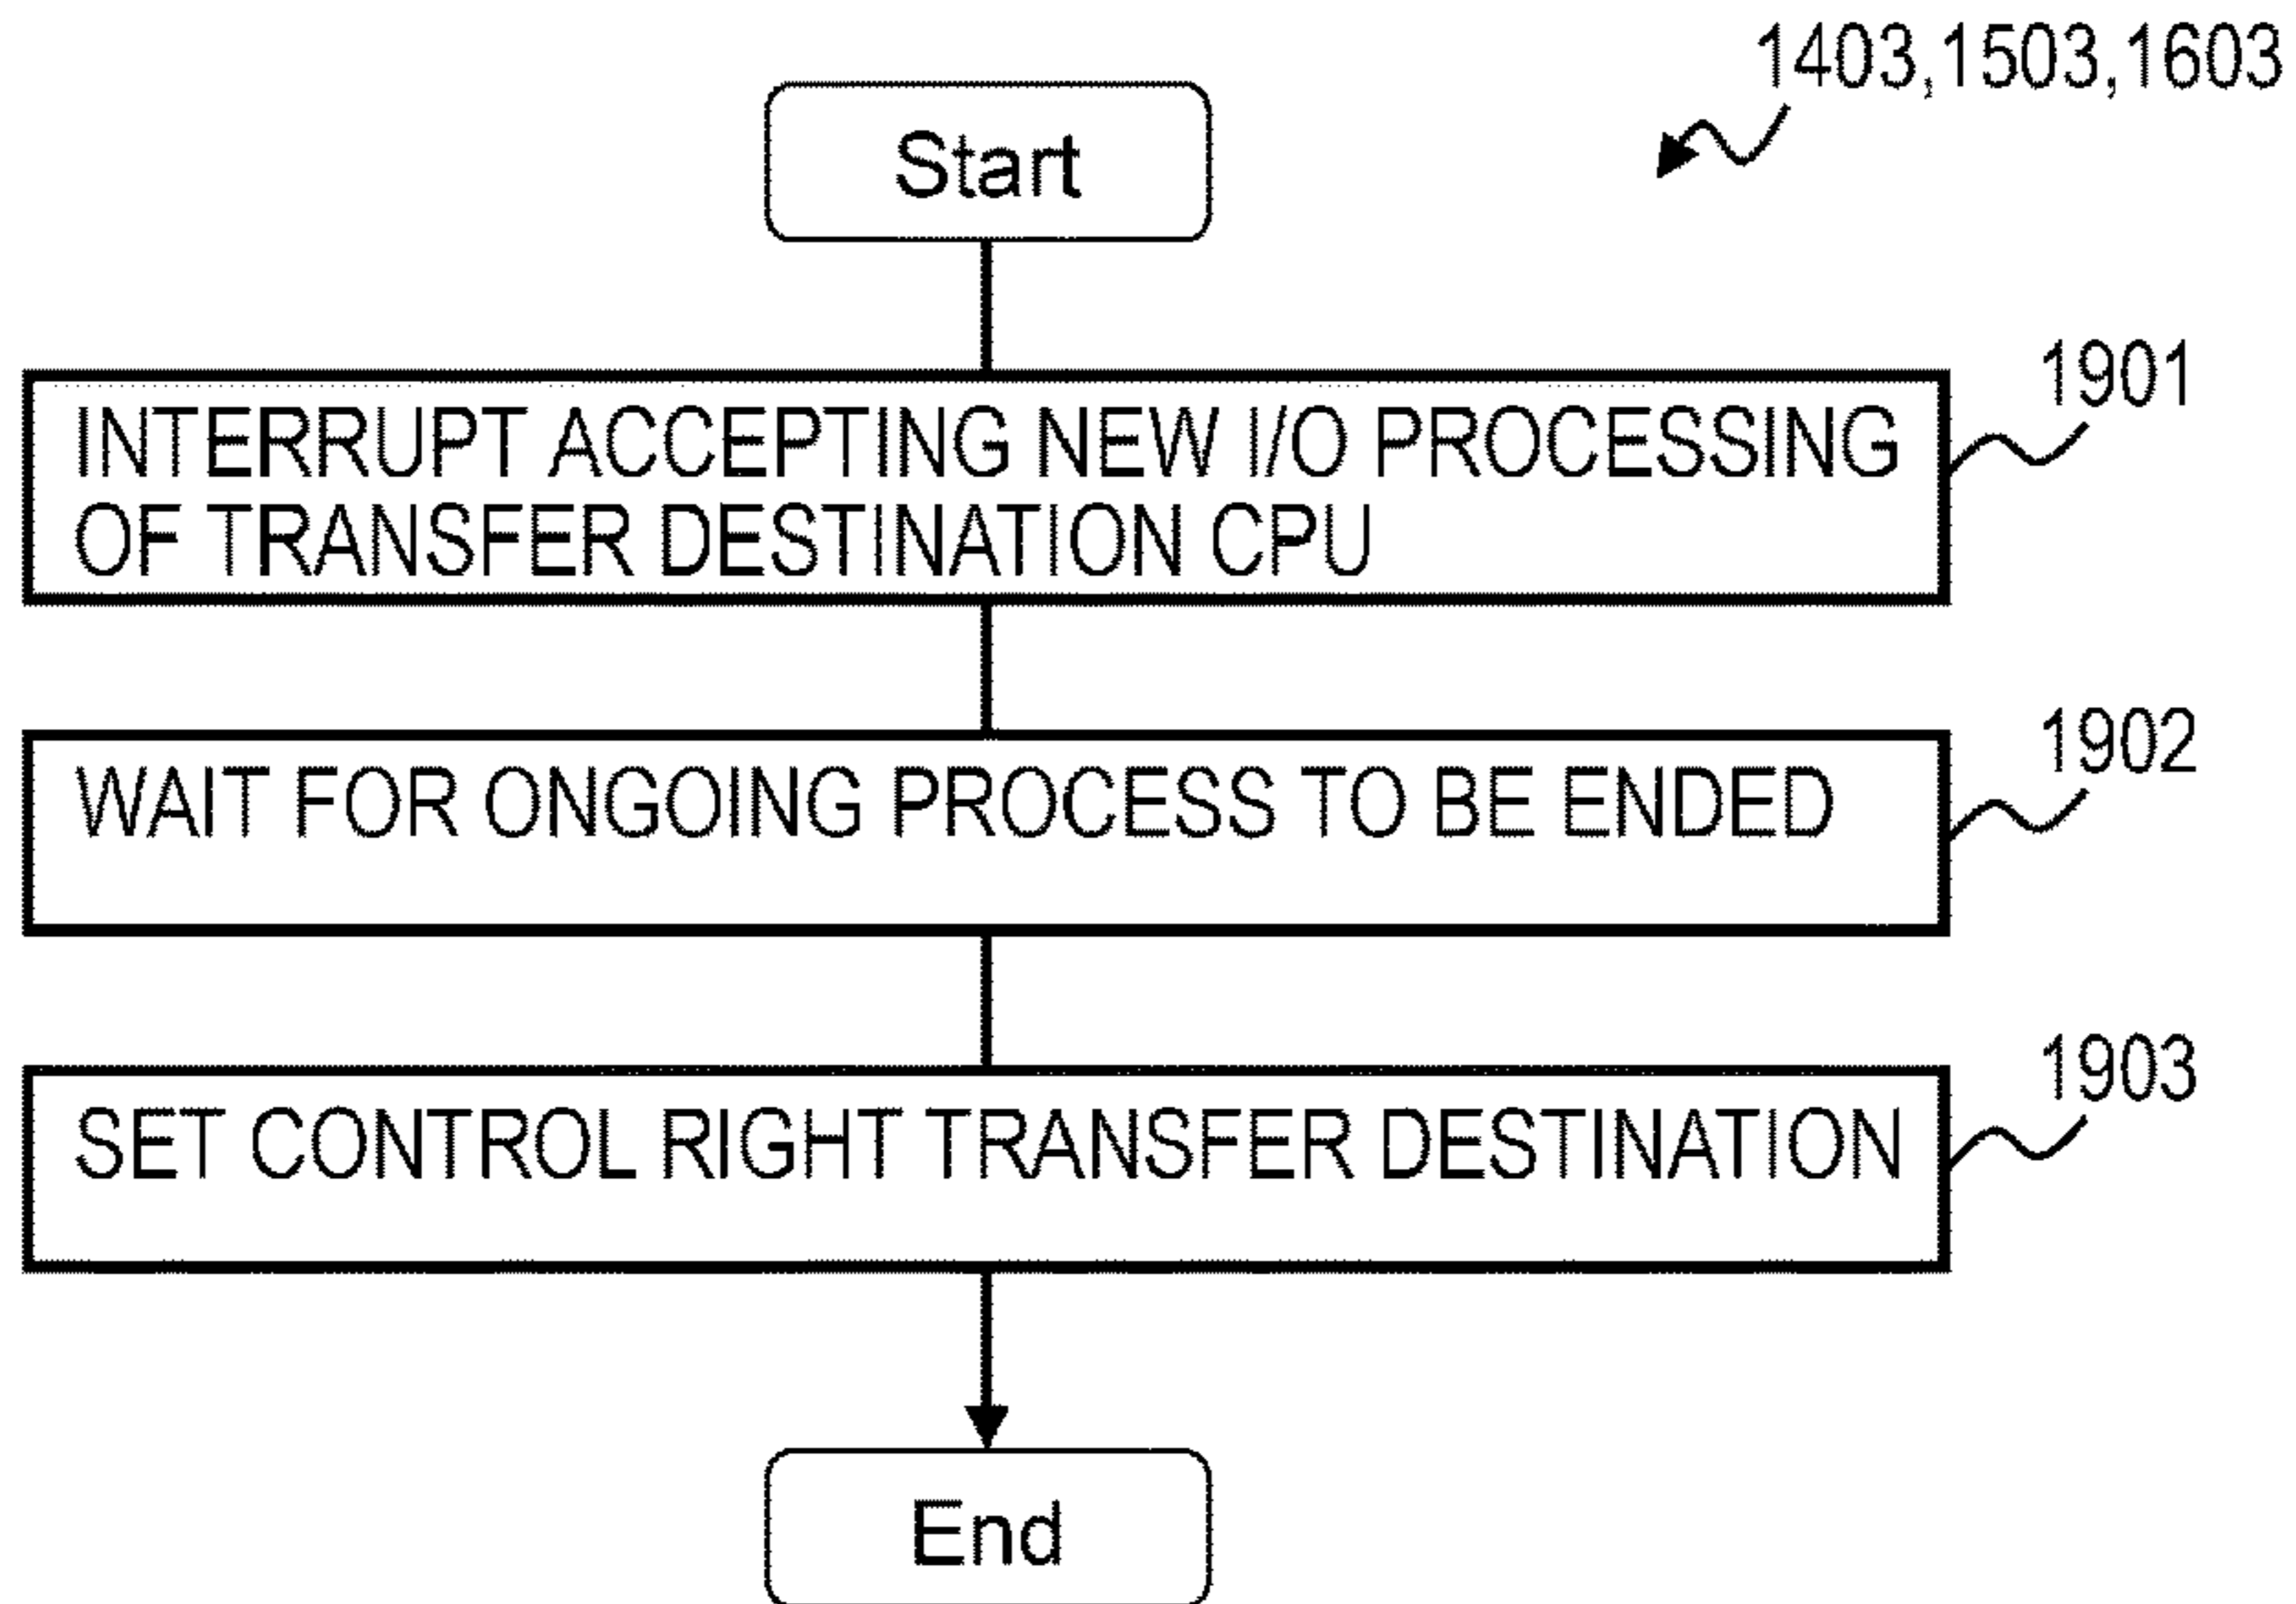 1403,1503,1603
Start
1901
INTERRUPT ACCEPTING NEW I/O PROCESSING
OF TRANSFER DESTINATION CPU
1902
WAIT FOR ONGOING PROCESS TO BE ENDED
1903
SET CONTROL RIGHT TRANSFER DESTINATION
End